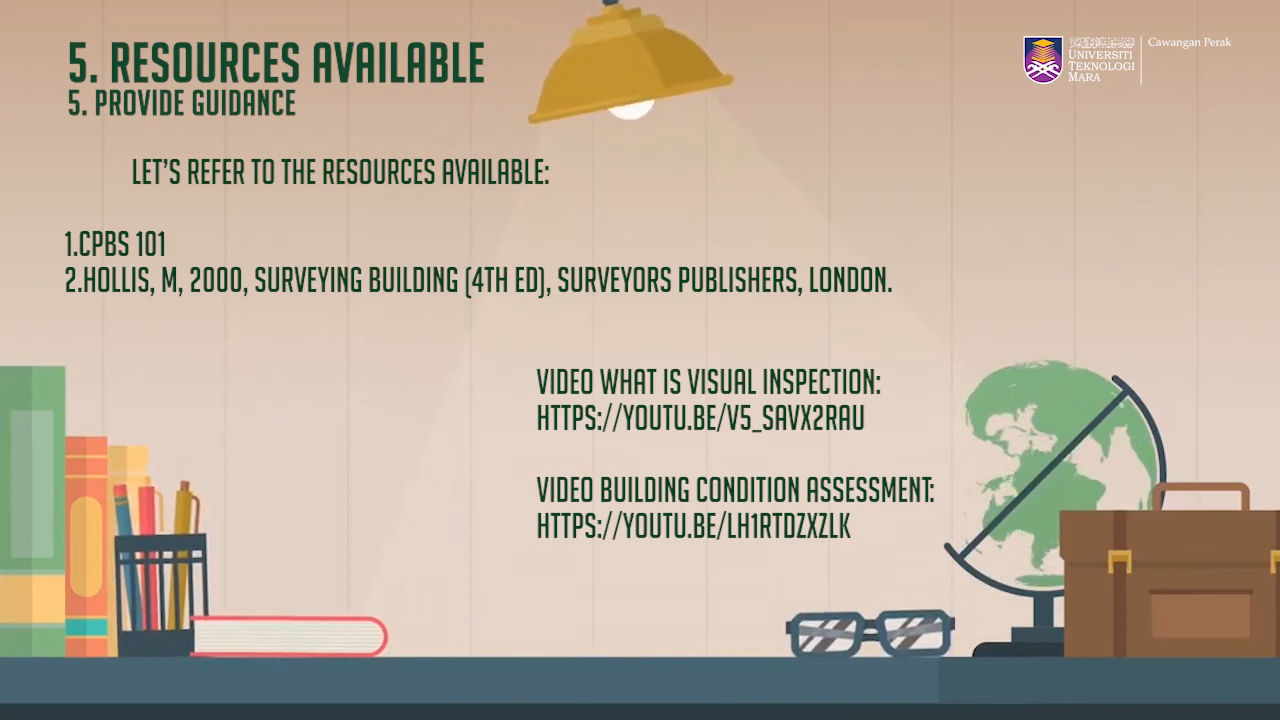 5. RESOURCES AVAILABLE
5. PROVIDE GUIDANCE
LET'S REFER TO THE RESOURCES AVAILABLE:
1.CPBS 101
2.HOLLIS, M, 2000, SURVEYING BUILDING (4TH ED), SURVEYORS PUBLISHERS, LONDON.
VIDEO WHAT IS VISUAL INSPECTION:
HTTPS://YOUTU.BE/V5_SAVX2RAU
VIDEO BUILDING CONDITION ASSESSMENT:
HTTPS://YOUTU.BE/LH1RTDZXZLK
UNIVERSITI
TEKNOLOGI
MARA
Cawangan Perak